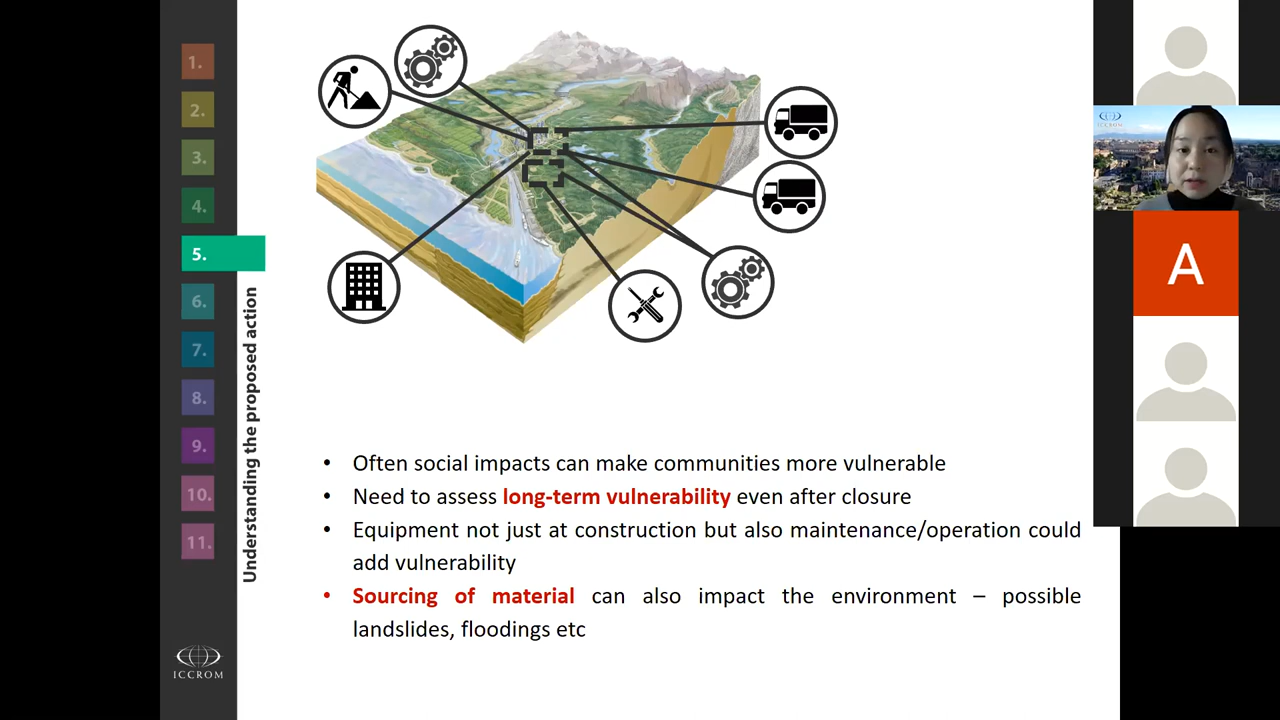 1.
2.
3.
4.
5.
6.
7.
8.
9.
10.
11.
Understanding the proposed action
ICCROM
• Often social impacts can make communities more vulnerable
• Need to assess long-term vulnerability even after closure
• Equipment not just at construction but also maintenance/operation could
add vulnerability
• Sourcing of material can also impact the environment – possible
landslides, floodings etc
ICCROM
A